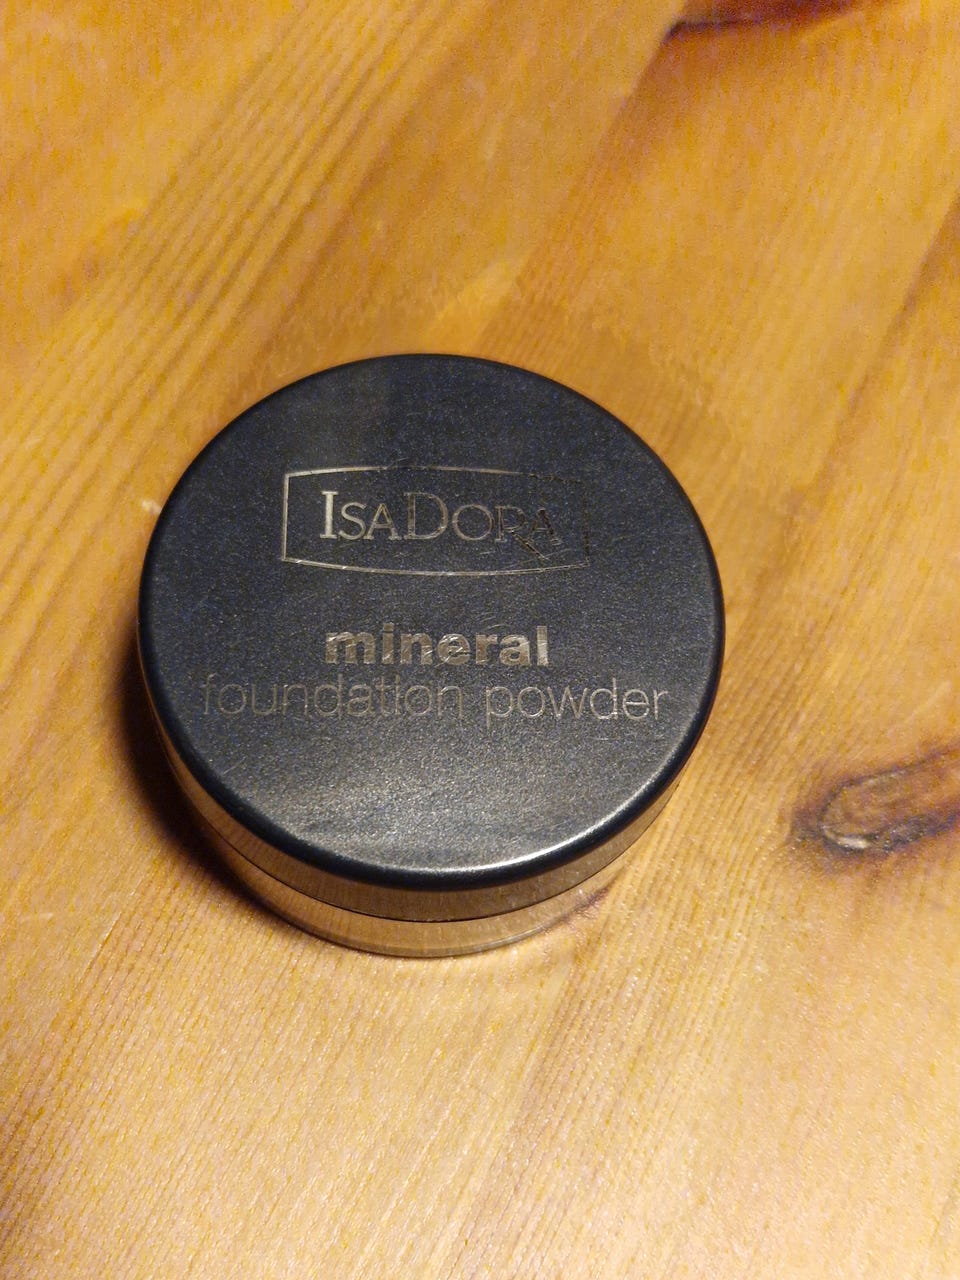 ISADORA
mineral
foundation powder